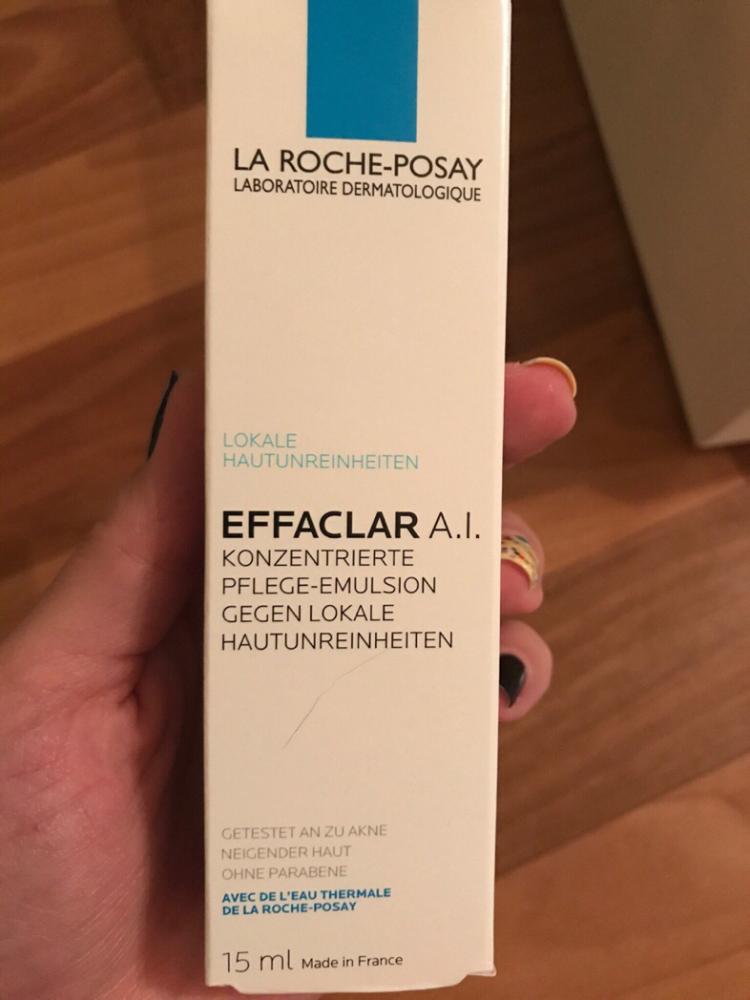 LA ROCHE-POSAY
LABORATOIRE DERMATOLOGIQUE
LOKALE
HAUTUNREINHEITEN
EFFACLAR A.I.
KONZENTRIERTE
PFLEGE-EMULSION
GEGEN LOKALE
HAUTUNREINHEITEN
GETESTET AN ZU AKNE
NEIGENDER HAUT
OHNE PARABENE
AVEC DE L'EAU THERMALE
DE LA ROCHE-POSAY
15 ml Made in France